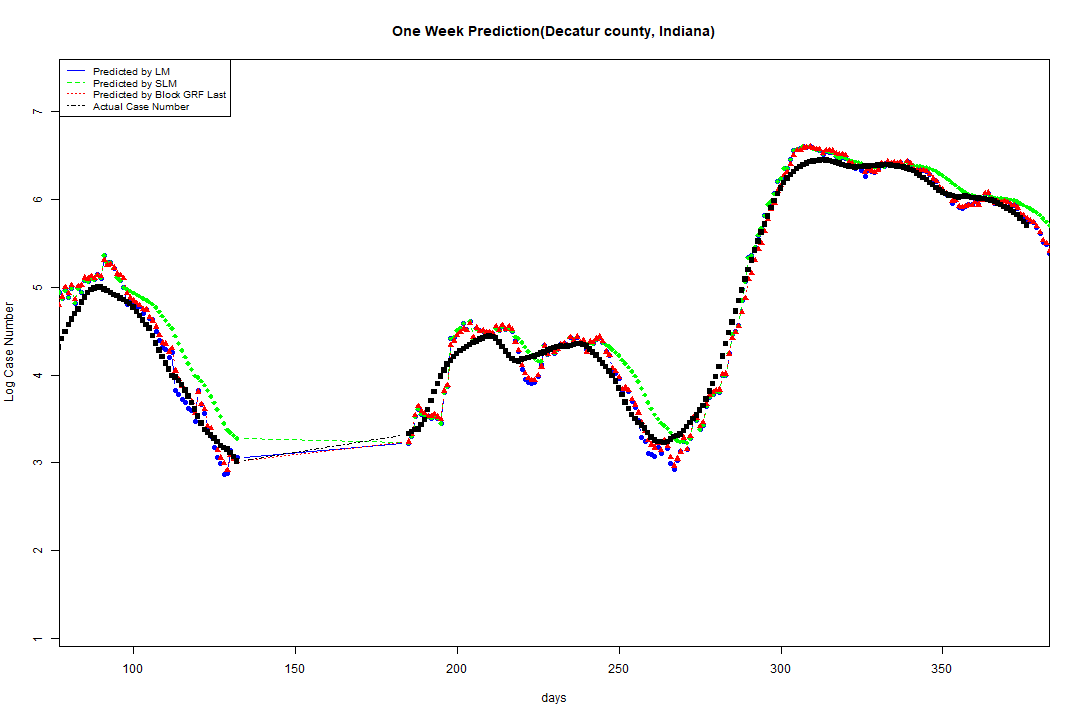 One Week Prediction(Decatur county, Indiana)
Predicted by LM
Predicted by SLM
Predicted by Block GRF Last
Actual Case Number
7
6
5
4
3
2
1
Log Case Number
100 150 200 250 300 350
days